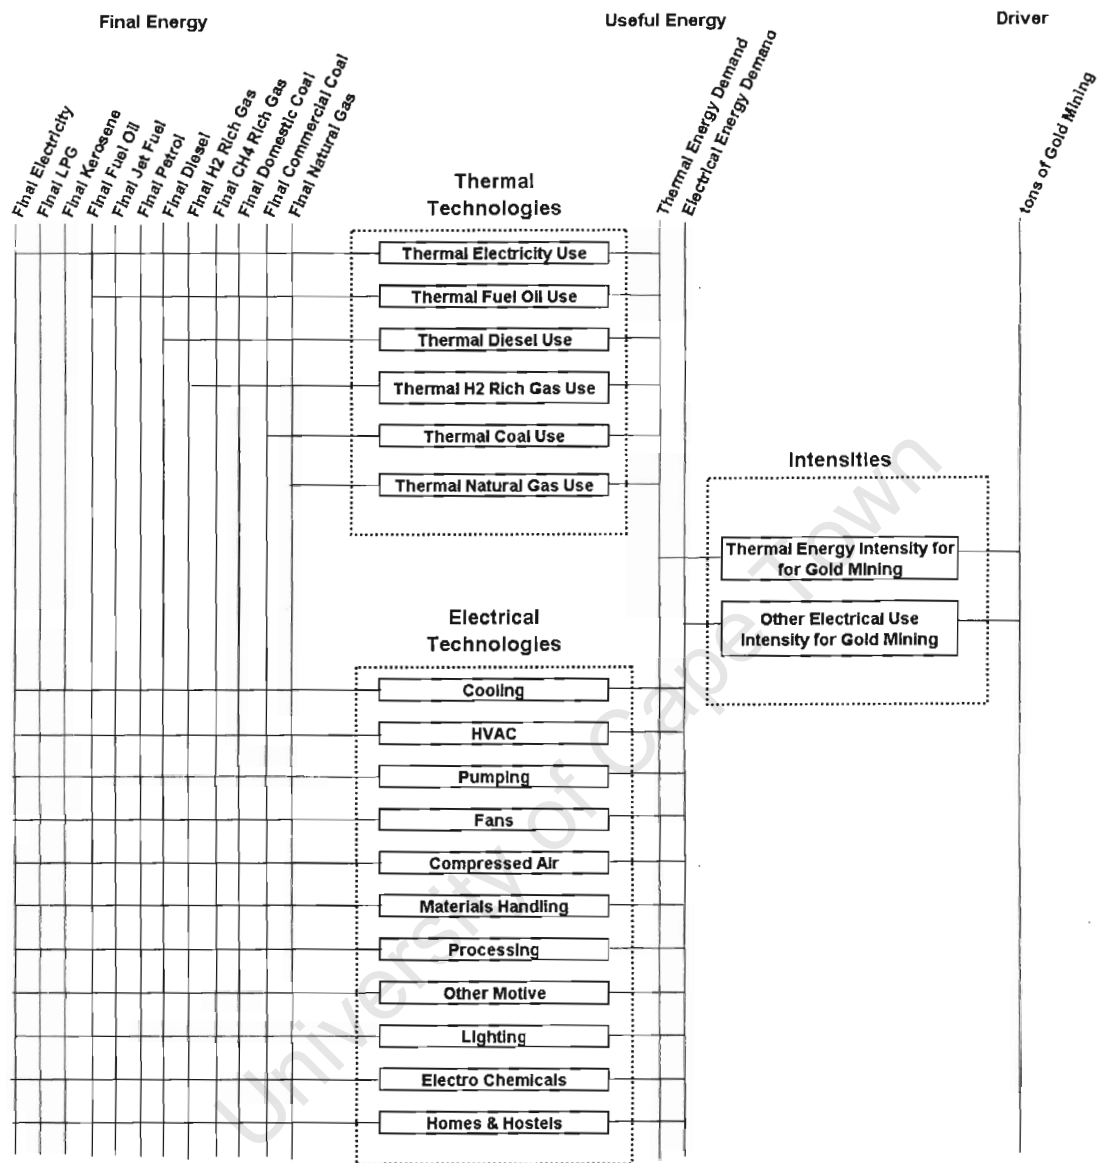 Final Energy
Useful Energy
Driver
Final Electricity
Final LPG
Final Kerosene
Final Fuel Oil
Final Jet Fuel
Final Petrol
Final Diesel
Final H2 Rich Gas
Final CH4 Rich Gas
Final Domestic Coal
Final Commercial Coal
Final Natural Gas
Thermal Energy Demand
Electrical Energy Demand
tons of Gold Mining
Thermal
Technologies
Thermal Electricity Use
Thermal Fuel Oil Use
Thermal Diesel Use
Thermal H2 Rich Gas Use
Thermal Coal Use
Thermal Natural Gas Use
Intensities
Thermal Energy Intensity for
for Gold Mining
Other Electrical Use
Intensity for Gold Mining
Electrical
Technologies
Cooling
HVAC
Pumping
Fans
Compressed Air
Materials Handling
Processing
Other Motive
Lighting
Electro Chemicals
Homes & Hostels
University of Cape Town